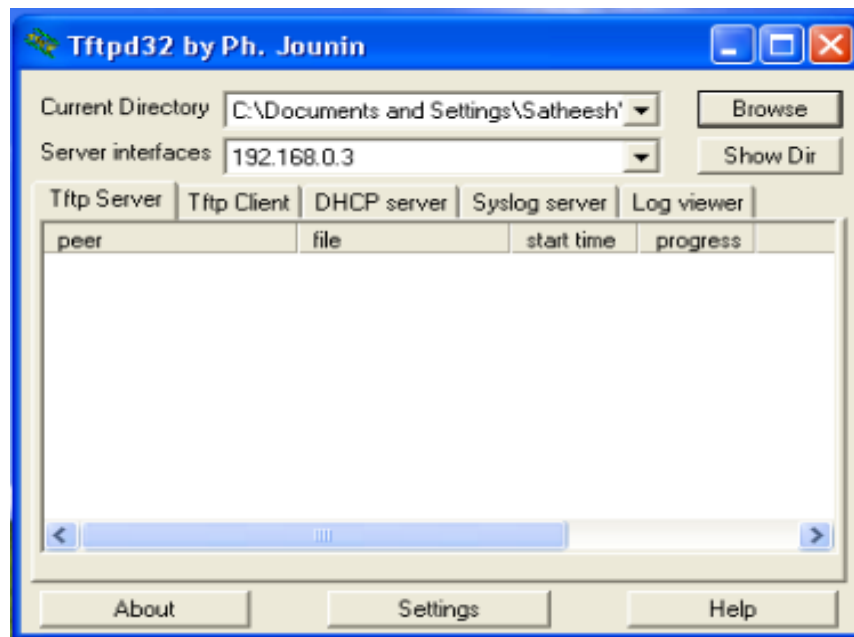 Tftpd32 by Ph. Jounin
Current Directory C:\Documents and Settings\Satheesh' Browse
Server interfaces 192.168.0.3 Show Dir
Tftp Server Tftp Client DHCP server Syslog server Log viewer
peer file start time progress
About Settings Help